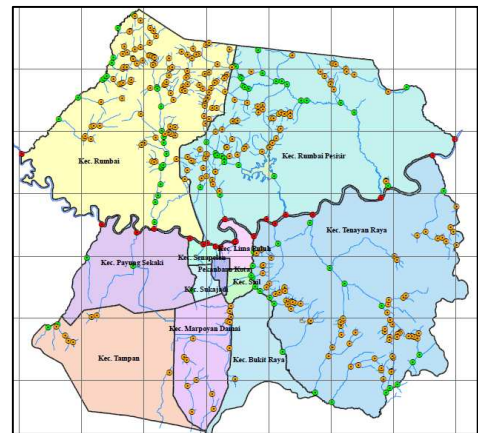 Kec. Rumbai
Kec. Rumbai Pesisir
Kec. Tenayan Raya
Kec. Lima Puluh
Kec. Senapelan
Kec. Payung Sekaki
Pekanbaru Kota
Kec. Sukajadi
Kec. Sail
Kec. Marpoyan Damai
Kec. Tampan
Kec. Bukit Raya